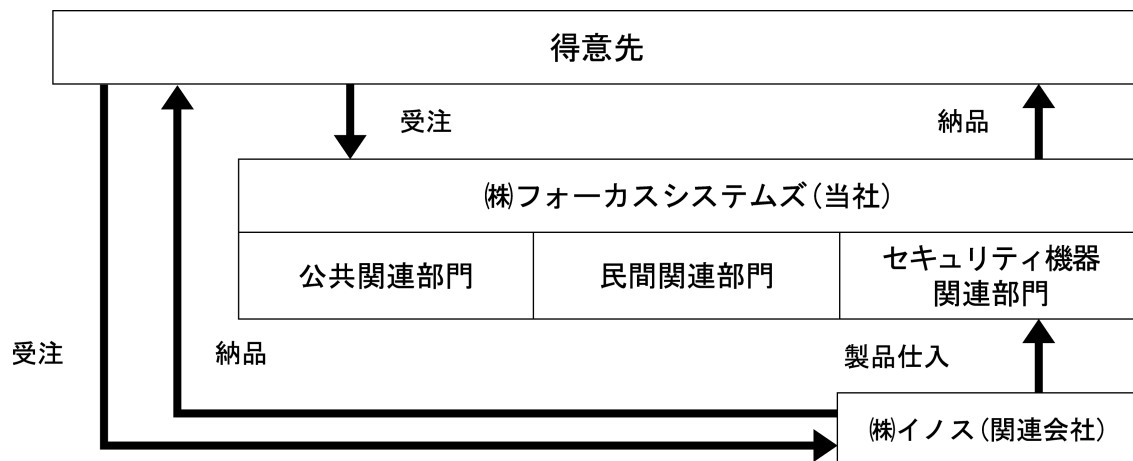 得意先
受注
納品
㈱フォーカスシステムズ（当社）
公共関連部門
民間関連部門
セキュリティ機器
関連部門
受注
納品
製品仕入
㈱イノス（関連会社）